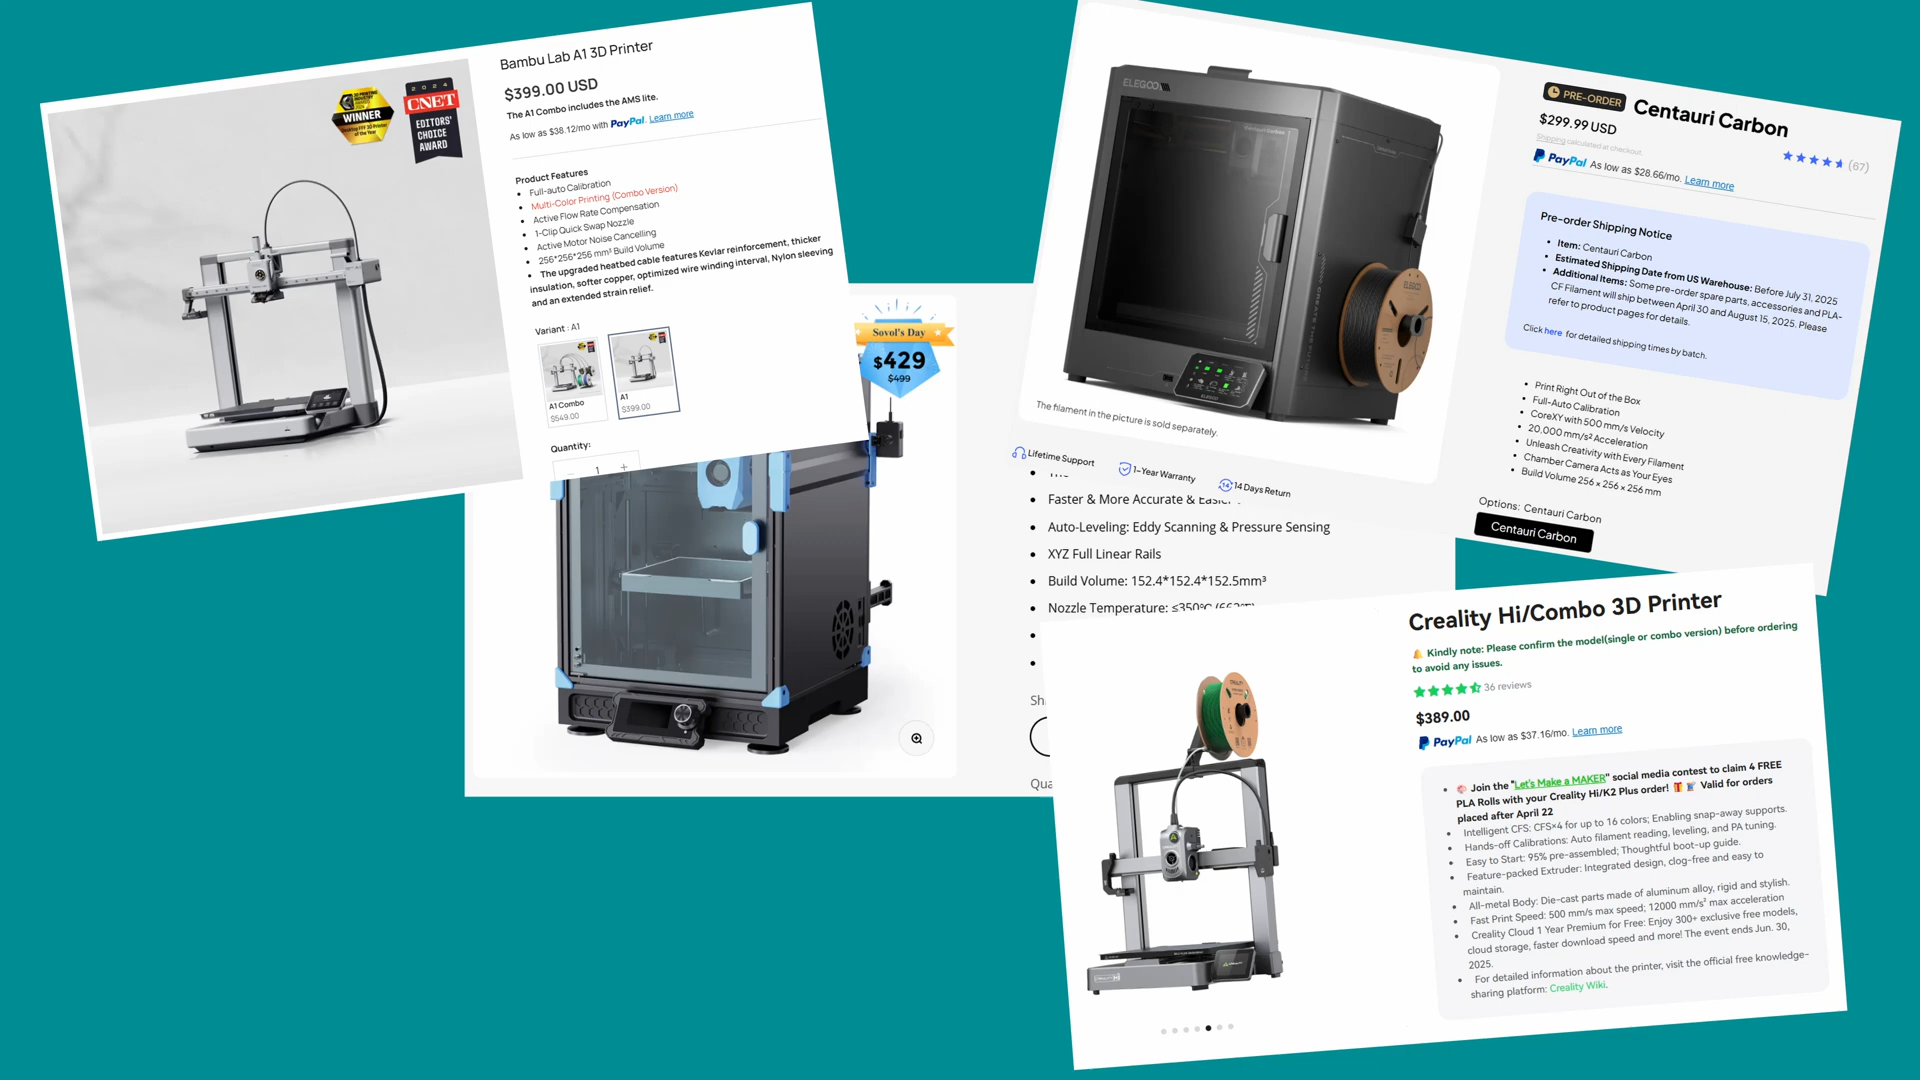 WINNER
2024
CNET
EDITORS'
CHOICE
AWARD
Bambu Lab A1 3D Printer
$399.00 USD
The A1 Combo includes the AMS lite.
As low as $38.12/mo with PayPal. Learn more
Product Features
Full-auto Calibration
Multi-Color Printing (Combo Version)
Active Flow Rate Compensation
1-Clip Quick Swap Nozzle
Active Motor Noise Cancelling
256*256*256 mm³ Build Volume
The upgraded heatbed cable features Kevlar reinforcement, thicker
insulation, softer copper, optimized wire winding interval, Nylon sleeving
and an extended strain relief.
Variant : A1
A1 Combo
$549.00
A1
$399.00
Quantity:
1
Sovol's Day
$429
$499
Faster & More Accurate &
Auto-Leveling: Eddy Scanning & Pressure Sensing
XYZ Full Linear Rails
Build Volume: 152.4*152.4*152.5mm³
Nozzle Temperature: ≤350℃
ELEGOO
ELEGOO
ELEGOO
The filament in the picture is sold separately.
Lifetime Support
1-Year Warranty
14 Days Return
PRE-ORDER
Centauri Carbon
$299.99 USD
Shipping calculated at checkout.
(67)
PayPal As low as $28.66/mo. Learn more
Pre-order Shipping Notice
Item: Centauri Carbon
Estimated Shipping Date from US Warehouse: Before July 31, 2025
Additional Items: Some pre-order spare parts, accessories and PLA-
CF Filament will ship between April 30 and August 15, 2025. Please
refer to product pages for details.
Click here for detailed shipping times by batch.
Print Right Out of the Box
Full-Auto Calibration
CoreXY with 500 mm/s Velocity
20,000 mm/s² Acceleration
Unleash Creativity with Every Filament
Chamber Camera Acts as Your Eyes
Build Volume 256 × 256 × 256 mm
Options: Centauri Carbon
Centauri Carbon
Creality Hi/Combo 3D Printer
Kindly note: Please confirm the model(single or combo version) before ordering
to avoid any issues.
36 reviews
$389.00
PayPal As low as $37.16/mo. Learn more
Join the "Let's Make a MAKER" social media contest to claim 4 FREE
PLA Rolls with your Creality Hi/K2 Plus order! Valid for orders
placed after April 22
Intelligent CFS: CFS×4 for up to 16 colors; Enabling snap-away supports.
Hands-off Calibrations: Auto filament reading, leveling, and PA tuning.
Easy to Start: 95% pre-assembled; Thoughtful boot-up guide.
Feature-packed Extruder: Integrated design, clog-free and easy to
maintain.
All-metal Body: Die-cast parts made of aluminum alloy, rigid and stylish.
Fast Print Speed: 500 mm/s max speed; 12000 mm/s² max acceleration
Creality Cloud 1 Year Premium for Free: Enjoy 300+ exclusive free models,
cloud storage, faster download speed and more! The event ends Jun. 30,
2025.
For detailed information about the printer, visit the official free knowledge-
sharing platform: Creality Wiki.